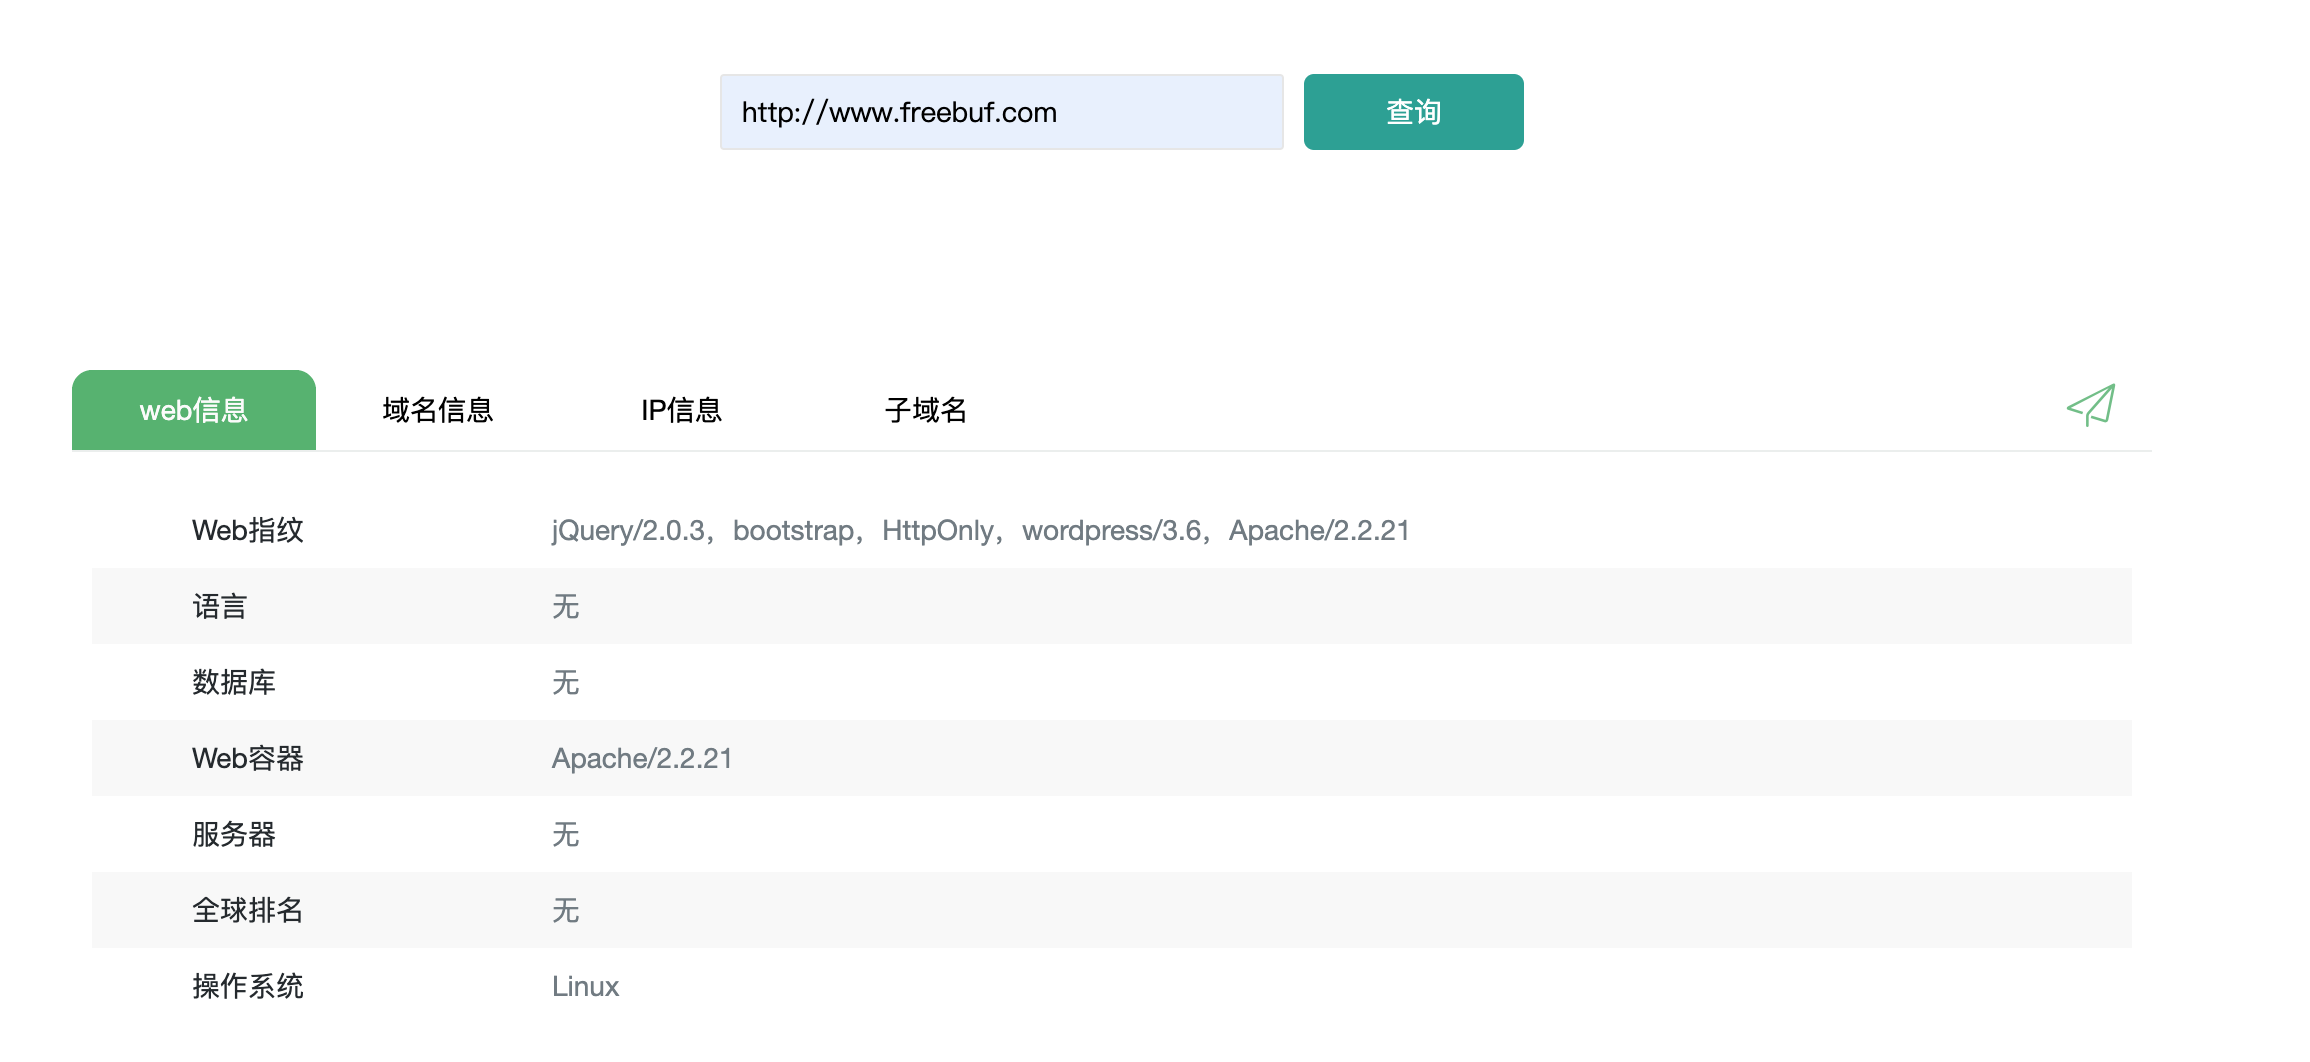 http://www.freebuf.com 查询
web信息 域名信息 IP信息 子域名
Web指纹 jQuery/2.0.3，bootstrap，HttpOnly，wordpress/3.6，Apache/2.2.21
语言 无
数据库 无
Web容器 Apache/2.2.21
服务器 无
全球排名 无
操作系统 Linux